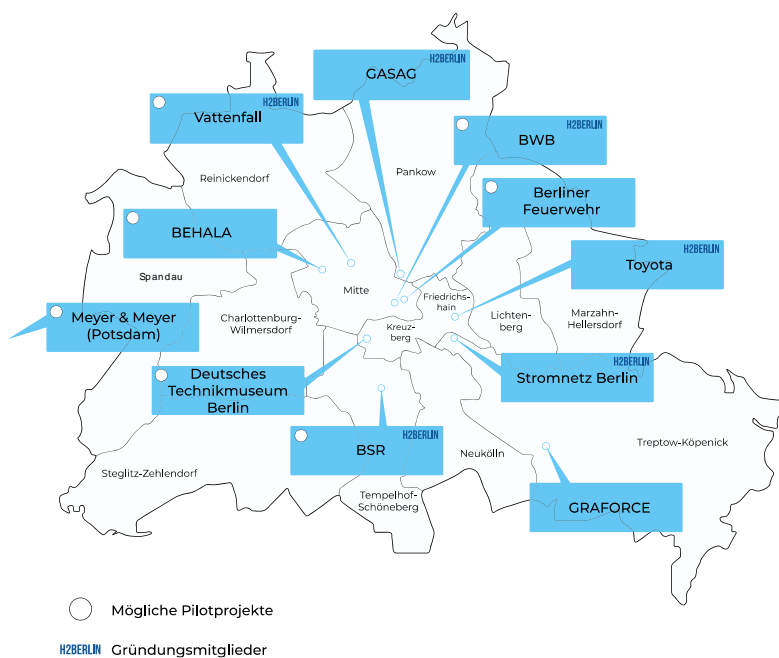 H2BERLIN
GASAG
H2BERLIN
Vattenfall
H2BERLIN
BWB
Pankow
Reinickendorf
Berliner
Feuerwehr
BEHALA
H2BERLIN
Toyota
Spandau
Mitte
Friedrichs-
hain
Lichten-
berg
Marzahn-
Hellersdorf
Meyer & Meyer
(Potsdam)
Charlottenburg-
Wilmersdorf
Kreuz-
berg
H2BERLIN
Stromnetz Berlin
Deutsches
Technikmuseum
Berlin
H2BERLIN
BSR
Neukölln
Treptow-Köpenick
Steglitz-Zehlendorf
Tempelhof-
Schöneberg
GRAFORCE
Mögliche Pilotprojekte
H2BERLIN Gründungsmitglieder